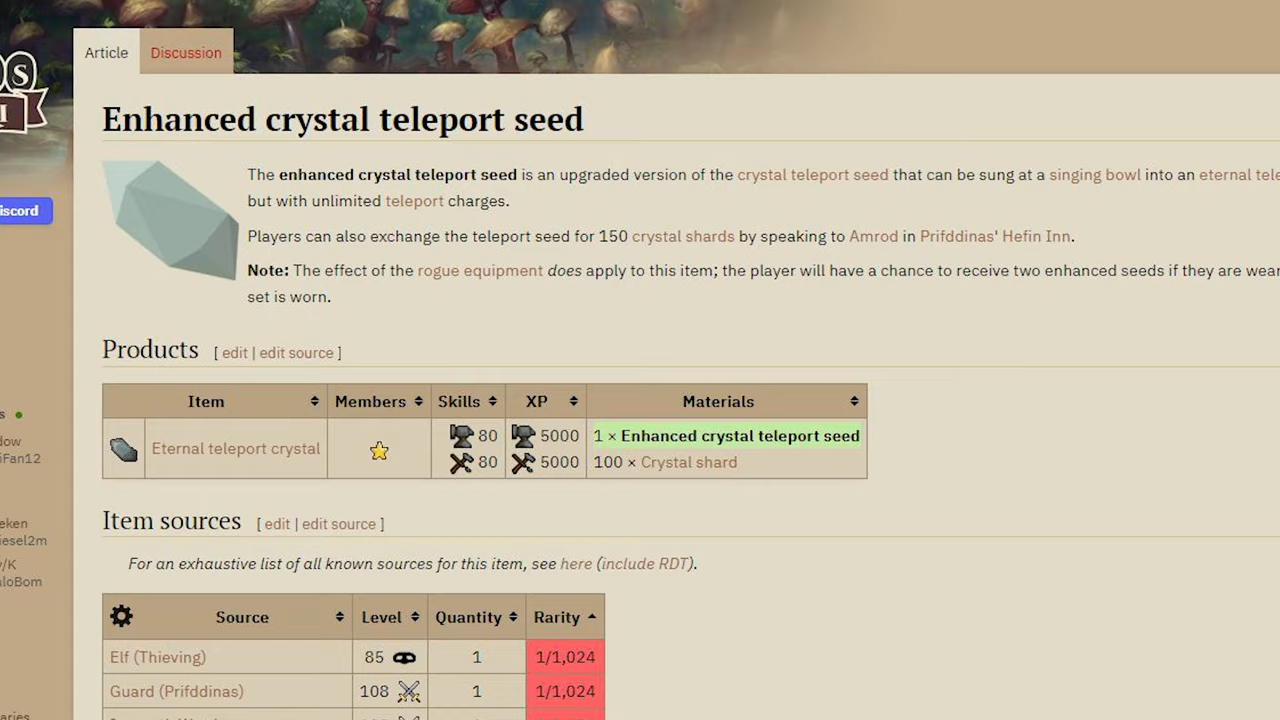 Article
Discussion
Enhanced crystal teleport seed
The enhanced crystal teleport seed is an upgraded version of the crystal teleport seed that can be sung at a singing bowl into an eternal tele
but with unlimited teleport charges.
iscord
Players can also exchange the teleport seed for 150 crystal shards by speaking to Amrod in Prifddinas' Hefin Inn.
Note: The effect of the rogue equipment does apply to this item; the player will have a chance to receive two enhanced seeds if they are wear
set is worn.
Products [ edit | edit source ]
Item Members Skills XP Materials
Eternal teleport crystal 80 5000 1 × Enhanced crystal teleport seed
80 5000 100 × Crystal shard
Item sources [ edit | edit source ]
For an exhaustive list of all known sources for this item, see here (include RDT).
Source Level Quantity Rarity
Elf (Thieving) 85 1 1/1,024
Guard (Prifddinas) 108 1 1/1,024